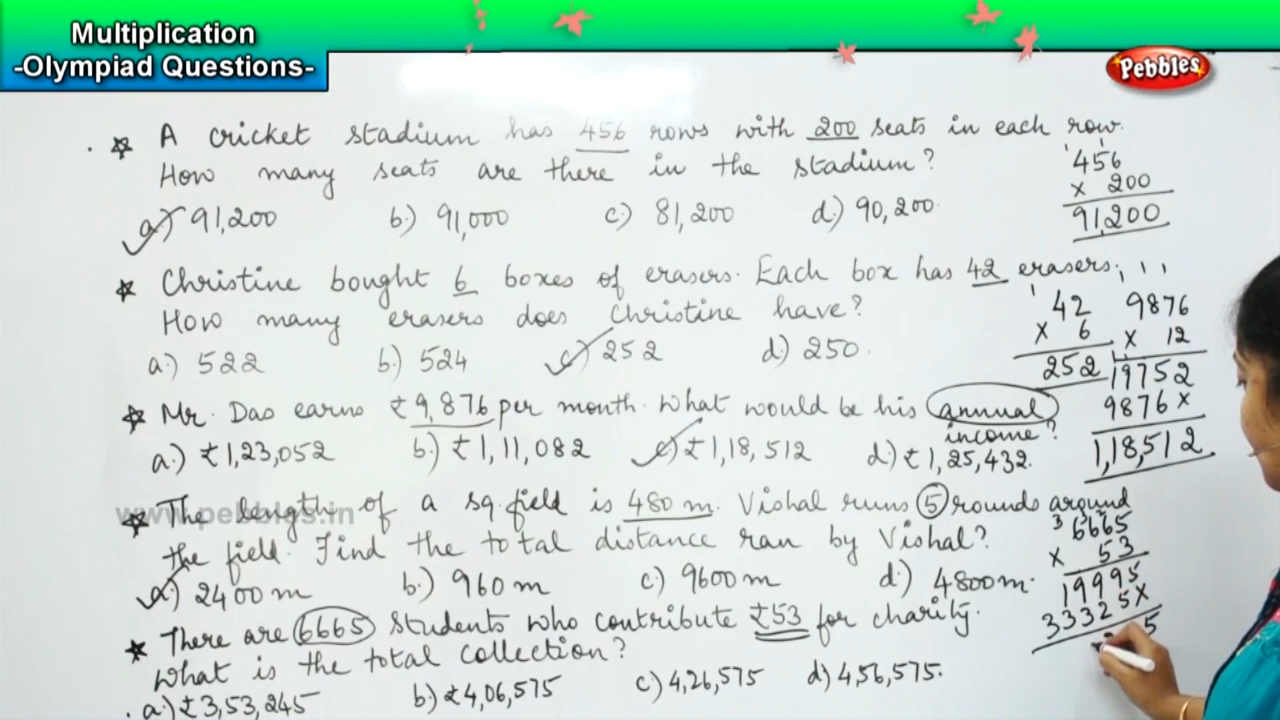 Multiplication
-Olympiad Questions-
Pebbles
A cricket stadium has 456 rows with 200 seats in each row.
How many seats are there in the stadium?
a.) 91,200 b.) 91,000 c.) 81,200 d.) 90,200.
456
x 200
91,200
Christine bought 6 boxes of erasers. Each box has 42 erasers.
How many erasers does Christine have?
a.) 522 b.) 524 c.) 252 d.) 250.
42
x 6
252
9876
x 12
19752
9876x
1,18,512
Mr. Das earns ₹9,876 per month. What would be his annual
income?
a.) ₹1,23,052 b.) ₹1,11,082 c.) ₹1,18,512 d.) ₹1,25,432.
www.pebbles.in
The length of a sq.field is 480 m. Vishal runs 5 rounds around
the field. Find the total distance ran by Vishal?
a.) 2400 m b.) 960 m c.) 9600 m d.) 4800 m.
There are 6665 students who contribute ₹53 for charity.
What is the total collection?
a.) ₹3,53,245 b.) ₹4,06,575 c.) 4,26,575 d.) 4,56,575.
6665
x 53
19995
33325x
5